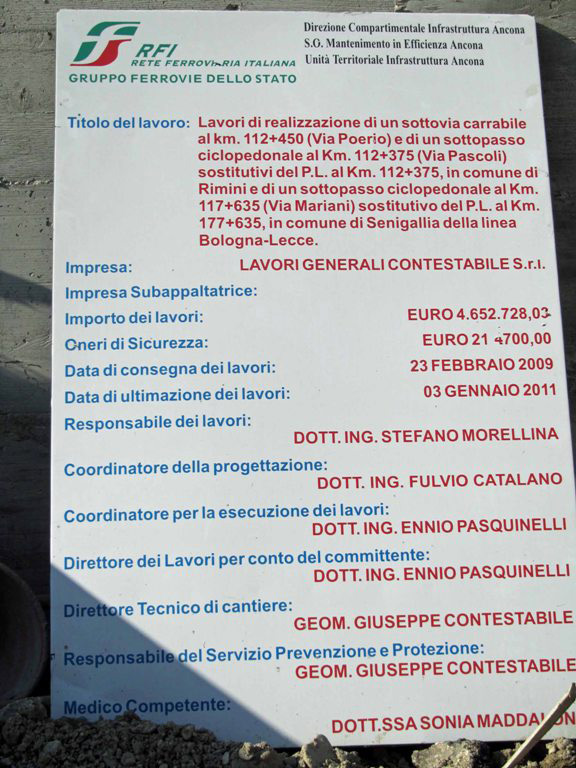 RFI
RETE FERROVIARIA ITALIANA
GRUPPO FERROVIE DELLO STATO
Direzione Compartimentale Infrastruttura Ancona
S.O. Mantenimento in Efficienza Ancona
Unità Territoriale Infrastruttura Ancona
Titolo del lavoro: Lavori di realizzazione di un sottovia carrabile
al km. 112+450 (Via Poerio) e di un sottopasso
ciclopedonale al Km. 112+375 (Via Pascoli)
sostitutivi del P.L. al Km. 112+375, in comune di
Rimini e di un sottopasso ciclopedonale al Km.
117+635 (Via Mariani) sostitutivo del P.L. al Km.
177+635, in comune di Senigallia della linea
Bologna-Lecce.
Impresa: LAVORI GENERALI CONTESTABILE S.r.l.
Impresa Subappaltatrice:
Importo dei lavori: EURO 4.652.728,03
Oneri di Sicurezza: EURO 21 4700,00
Data di consegna dei lavori: 23 FEBBRAIO 2009
Data di ultimazione dei lavori: 03 GENNAIO 2011
Responsabile dei lavori:
DOTT. ING. STEFANO MORELLINA
Coordinatore della progettazione:
DOTT. ING. FULVIO CATALANO
Coordinatore per la esecuzione dei lavori:
DOTT. ING. ENNIO PASQUINELLI
Direttore dei Lavori per conto del committente:
DOTT. ING. ENNIO PASQUINELLI
Direttore Tecnico di cantiere:
GEOM. GIUSEPPE CONTESTABILE
Responsabile del Servizio Prevenzione e Protezione:
GEOM. GIUSEPPE CONTESTABILE
Medico Competente:
DOTT.SSA SONIA MADDALON